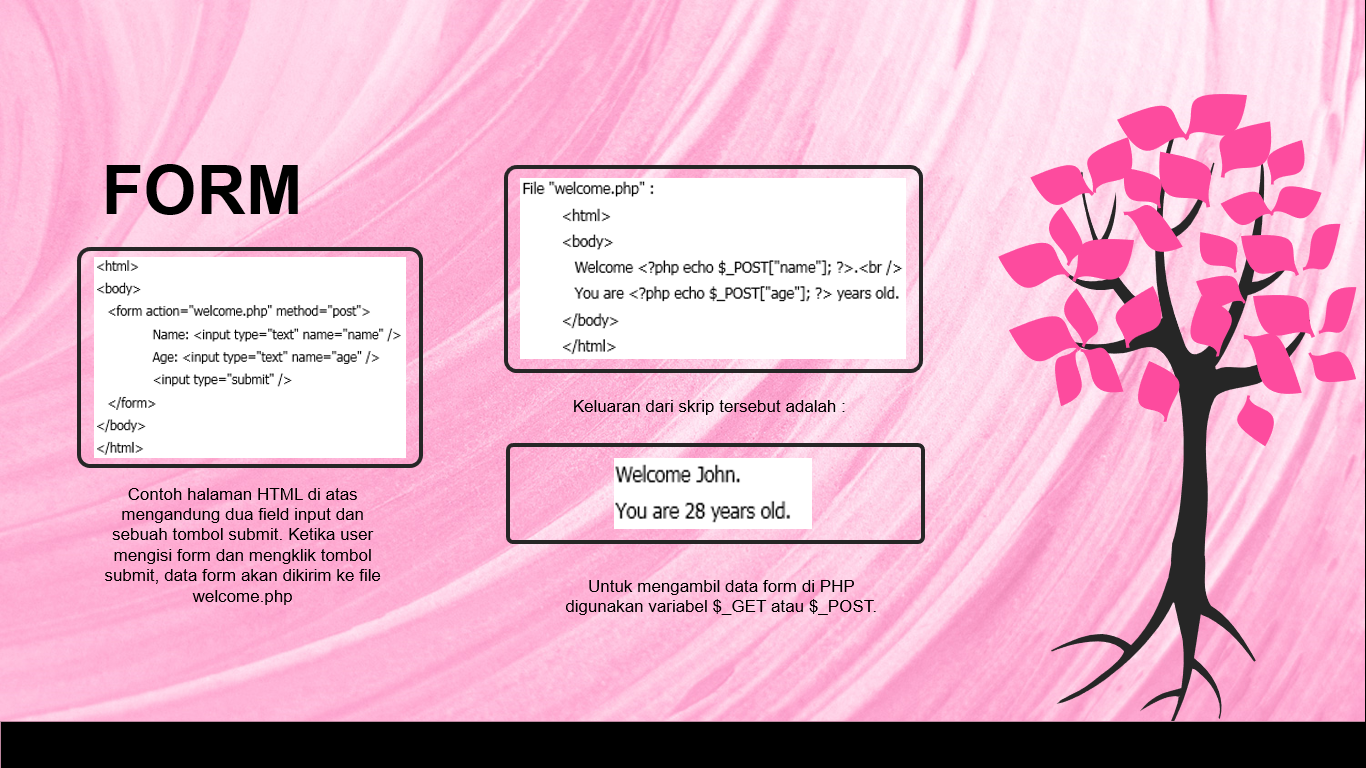 FORM
<html>
<body>
<form action="welcome.php" method="post">
Name: <input type="text" name="name" />
Age: <input type="text" name="age" />
<input type="submit" />
</form>
</body>
</html>
Contoh halaman HTML di atas
mengandung dua field input dan
sebuah tombol submit. Ketika user
mengisi form dan mengklik tombol
submit, data form akan dikirim ke file
welcome.php
File "welcome.php" :
<html>
<body>
Welcome <?php echo $_POST["name"]; ?>.<br />
You are <?php echo $_POST["age"]; ?> years old.
</body>
</html>
Keluaran dari skrip tersebut adalah :
Welcome John.
You are 28 years old.
Untuk mengambil data form di PHP
digunakan variabel $_GET atau $_POST.